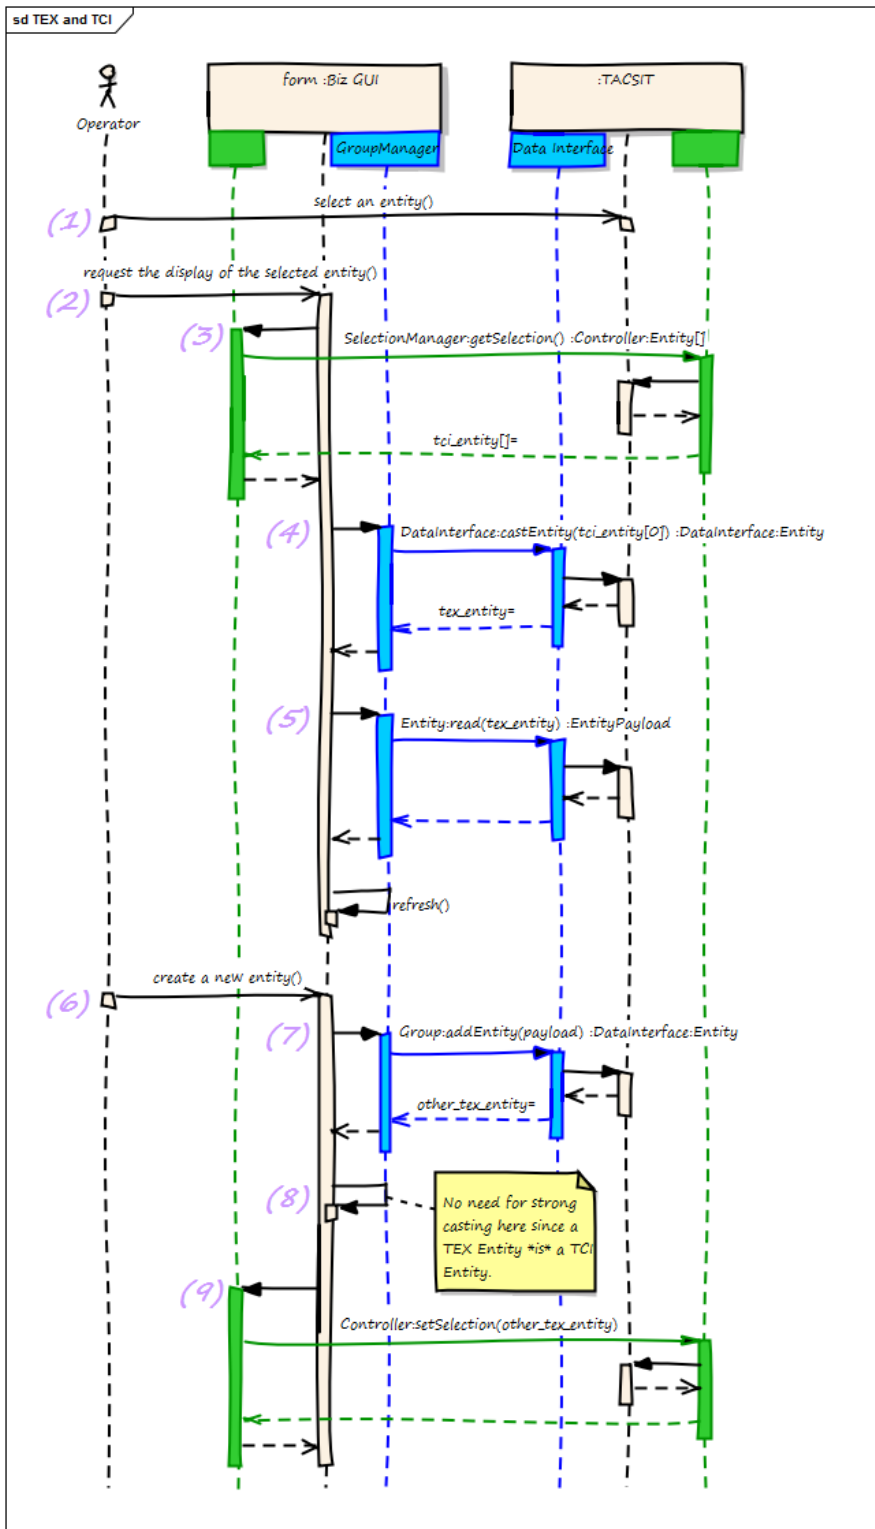 sd TEX and TCI
form :Biz GUI
:TACSIT
Operator
GroupManager
Data Interface
select an entity()
(1)
request the display of the selected entity()
(2)
(3)
SelectionManager:getSelection() :Controller:Entity[]
tci_entity[]=
(4)
DataInterface:castEntity(tci_entity[0]) :DataInterface:Entity
tex_entity=
(5)
Entity:read(tex_entity) :EntityPayload
refresh()
create a new entity()
(6)
(7)
Group:addEntity(payload) :DataInterface:Entity
other_tex_entity=
(8)
No need for strong
casting here since a
TEX Entity *is* a TCI
Entity.
(9)
Controller:setSelection(other_tex_entity)